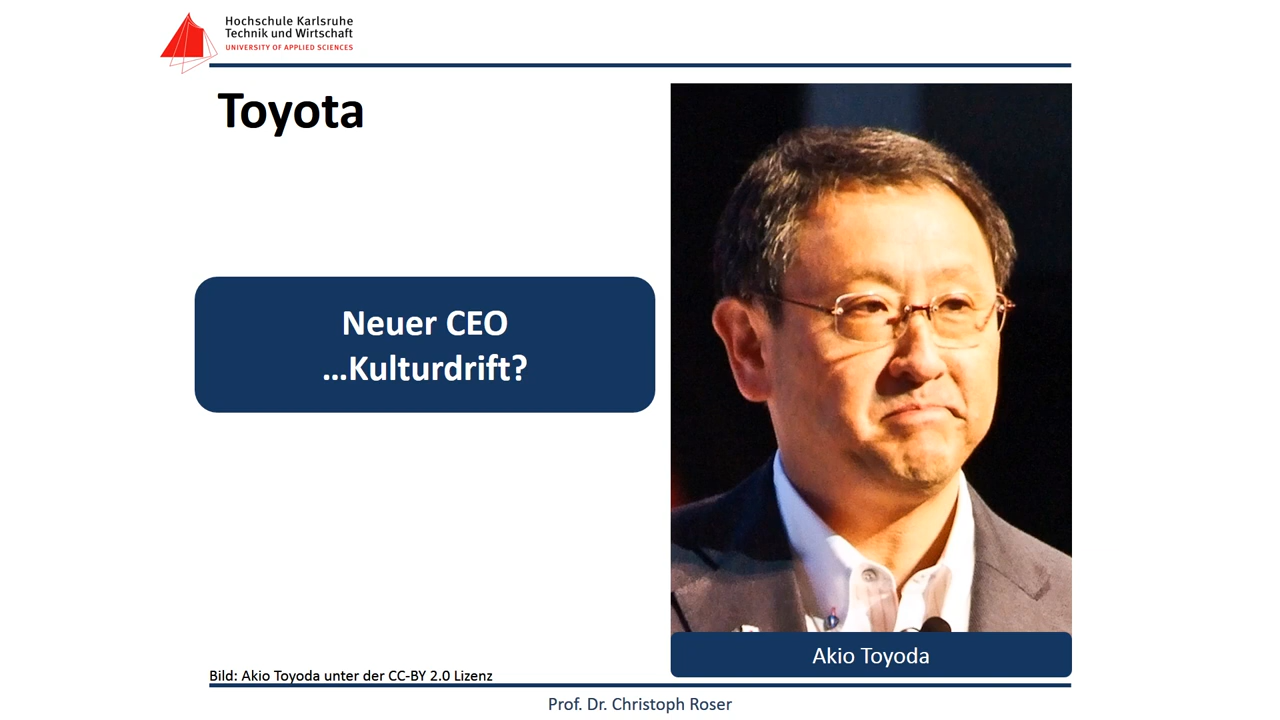 Hochschule Karlsruhe
Technik und Wirtschaft
UNIVERSITY OF APPLIED SCIENCES
Toyota
Neuer CEO
...Kulturdrift?
Akio Toyoda
Bild: Akio Toyoda unter der CC-BY 2.0 Lizenz
Prof. Dr. Christoph Roser